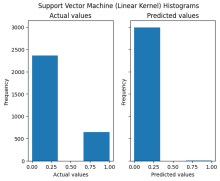 Support Vector Machine (Linear Kernel) Histograms
Actual values Predicted values
3000
2500
2000
1500
1000
500
0
Frequency
Frequency
0.00 0.25 0.50 0.75 1.00 0.00 0.25 0.50 0.75 1.00
Actual values Predicted values